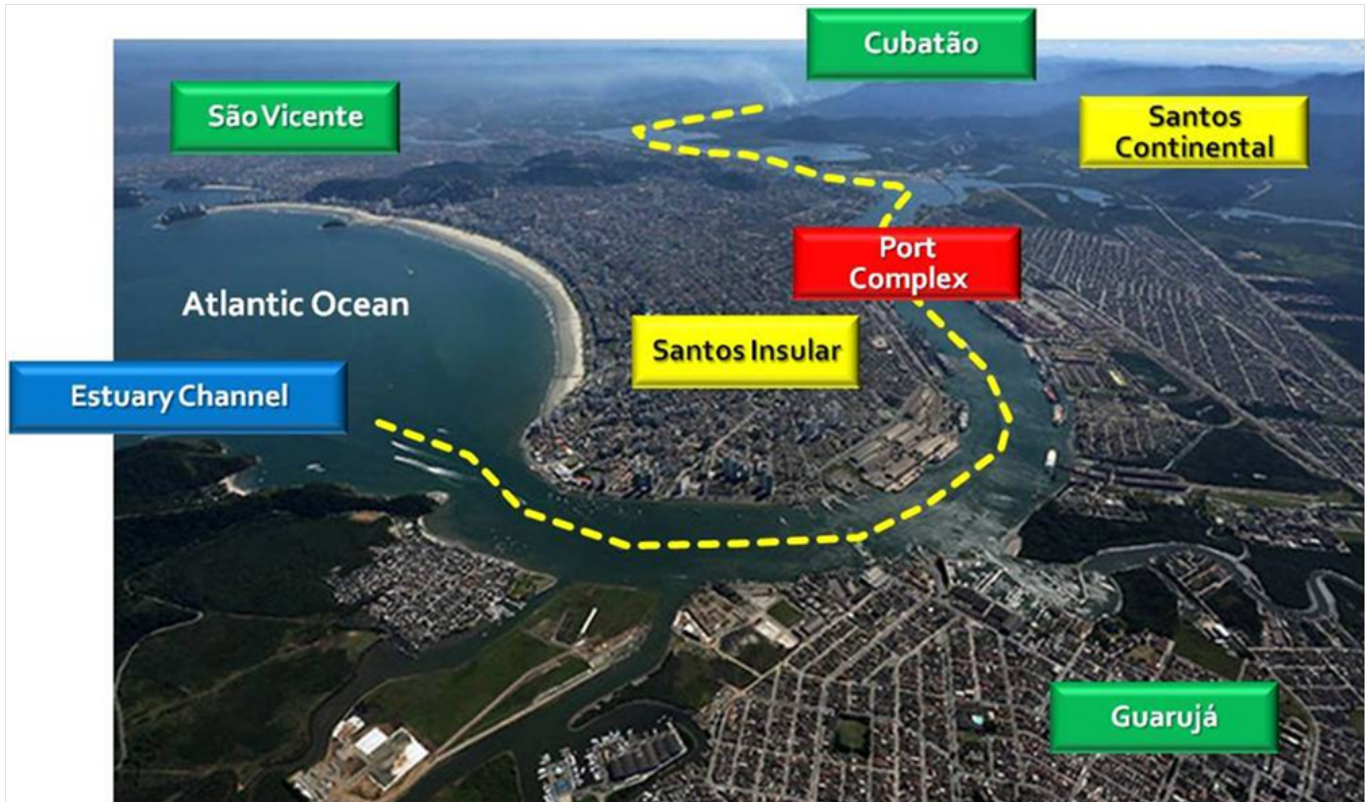 Cubatão
São Vicente
Santos
Continental
Port
Complex
Atlantic Ocean
Santos Insular
Estuary Channel
Guarujá